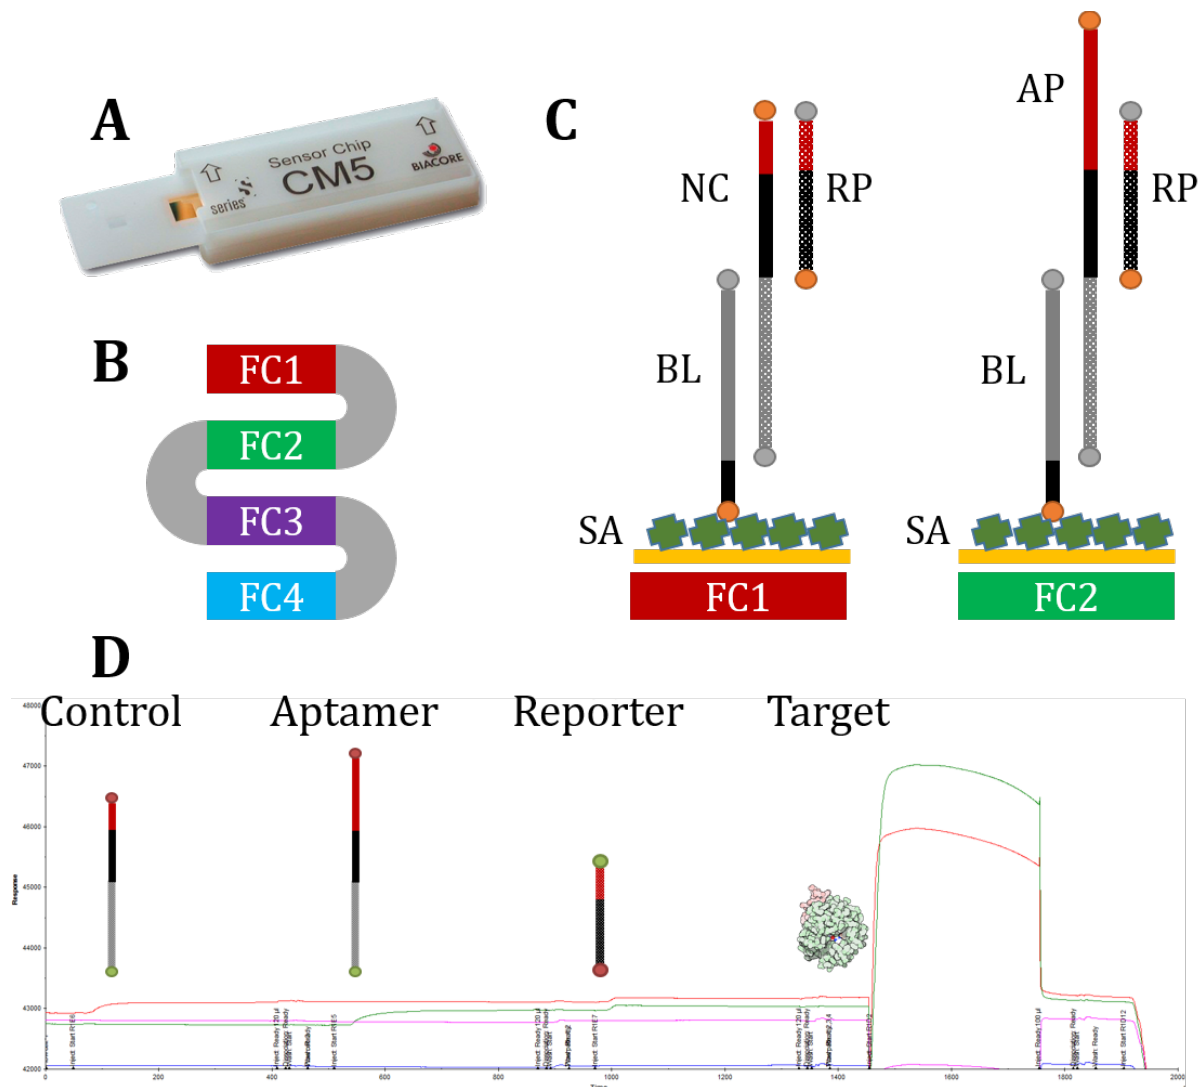 A
Sensor Chip
CM5
series S
BIACORE
B
FC1
FC2
FC3
FC4
C
NC
RP
BL
SA
FC1
AP
RP
BL
SA
FC2
D
Control
Aptamer
Reporter
Target
Response
48000
47000
46000
45000
44000
43000
42000
0
200
400
600
800
1000
1200
1400
1600
1800
2000
Time